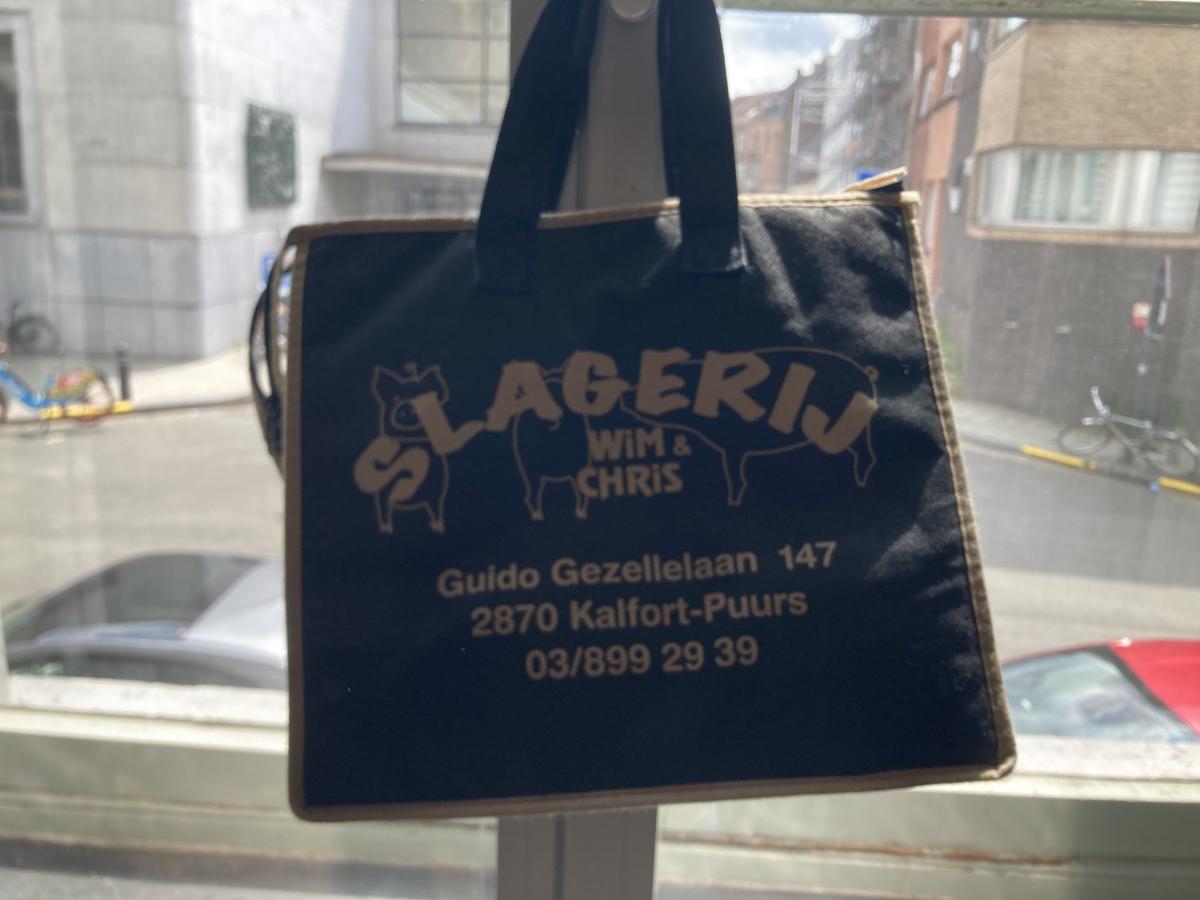 SLAGERIJ
WiM &
CHRiS
Guido Gezellelaan 147
2870 Kalfort-Puurs
03/899 29 39